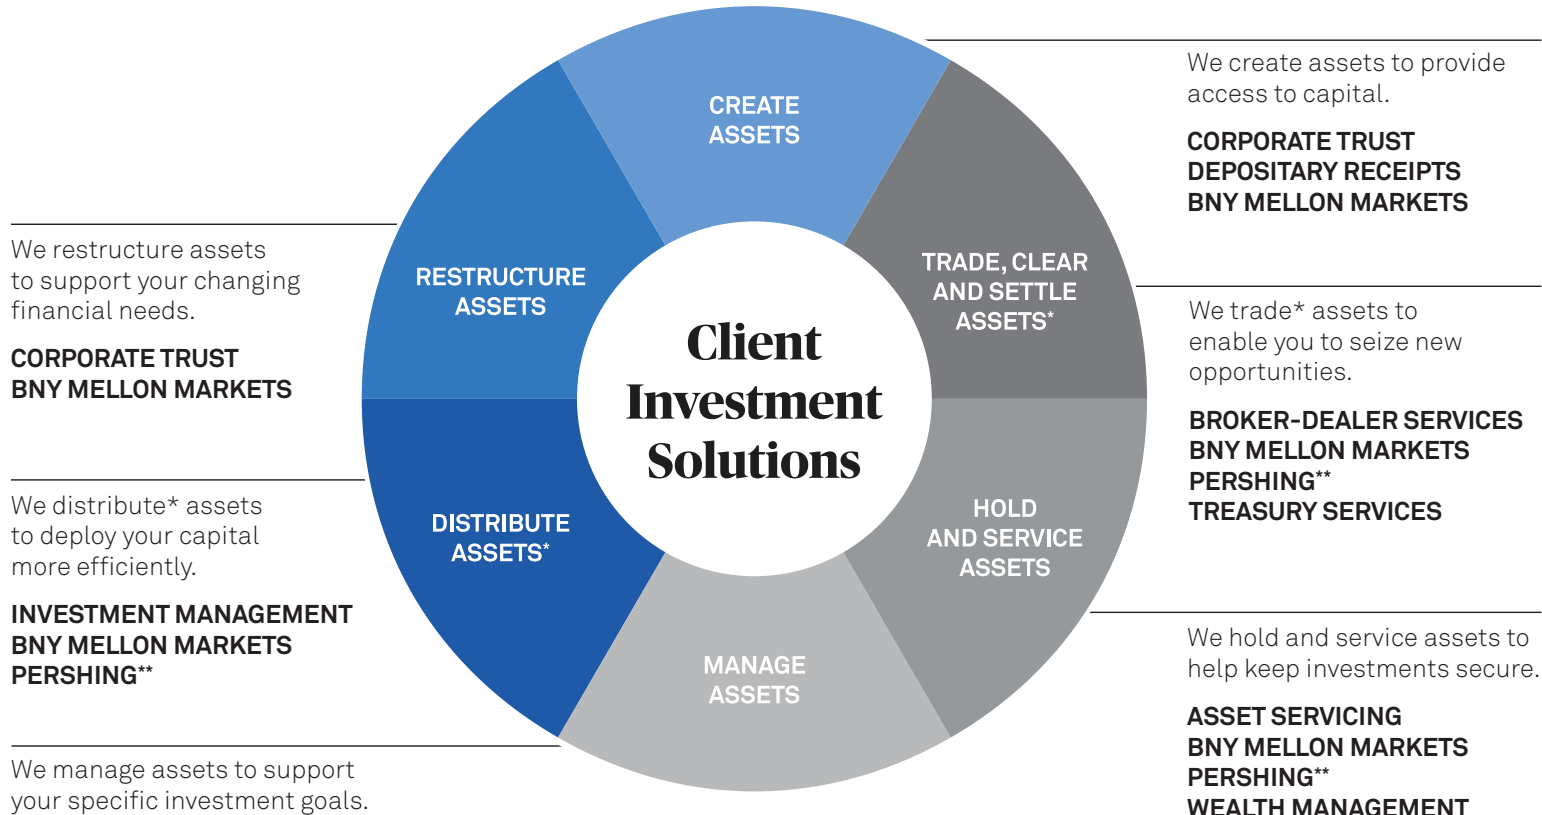 CREATE
ASSETS
TRADE, CLEAR
AND SETTLE
ASSETS*
HOLD
AND SERVICE
ASSETS
MANAGE
ASSETS
DISTRIBUTE
ASSETS*
RESTRUCTURE
ASSETS
Client
Investment
Solutions
We create assets to provide
access to capital.
CORPORATE TRUST
DEPOSITARY RECEIPTS
BNY MELLON MARKETS
We trade* assets to
enable you to seize new
opportunities.
BROKER-DEALER SERVICES
BNY MELLON MARKETS
PERSHING**
TREASURY SERVICES
We hold and service assets to
help keep investments secure.
ASSET SERVICING
BNY MELLON MARKETS
PERSHING**
WEALTH MANAGEMENT
We restructure assets
to support your changing
financial needs.
CORPORATE TRUST
BNY MELLON MARKETS
We distribute* assets
to deploy your capital
more efficiently.
INVESTMENT MANAGEMENT
BNY MELLON MARKETS
PERSHING**
We manage assets to support
your specific investment goals.